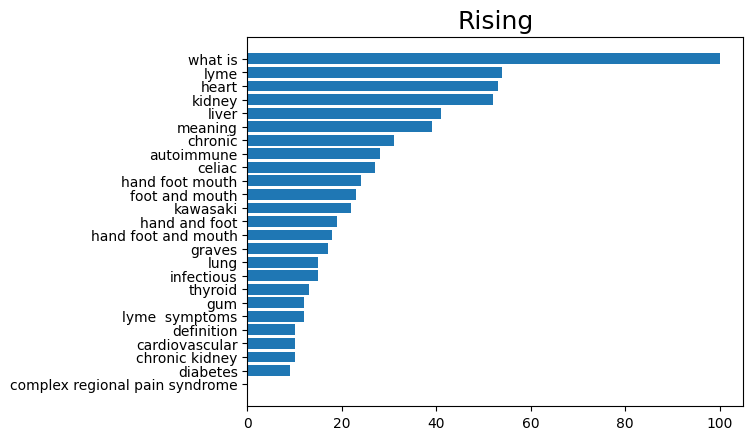 Rising
what is
lyme
heart
kidney
liver
meaning
chronic
autoimmune
celiac
hand foot mouth
foot and mouth
kawasaki
hand and foot
hand foot and mouth
graves
lung
infectious
thyroid
gum
lyme  symptoms
definition
cardiovascular
chronic kidney
diabetes
complex regional pain syndrome
0 20 40 60 80 100